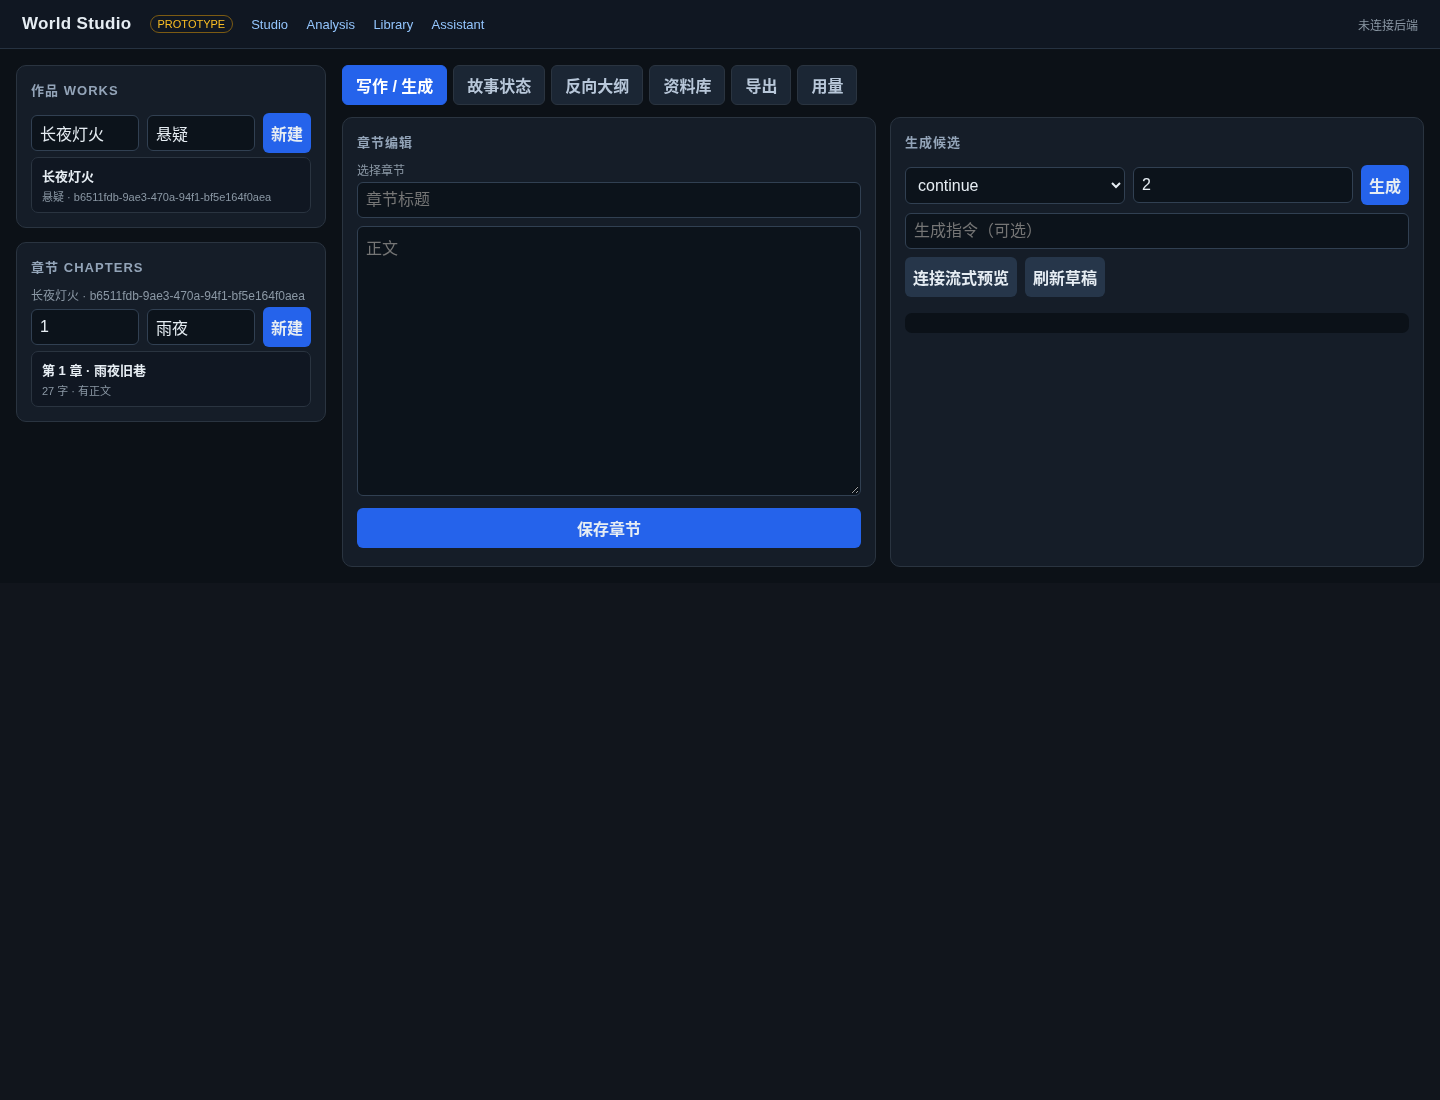 World Studio PROTOTYPE Studio Analysis Library Assistant 未连接后端
作品 WORKS
长夜灯火 悬疑 新建
长夜灯火
悬疑 · b6511fdb-9ae3-470a-94f1-bf5e164f0aea
章节 CHAPTERS
长夜灯火 · b6511fdb-9ae3-470a-94f1-bf5e164f0aea
1 雨夜 新建
第 1 章 · 雨夜旧巷
27 字 · 有正文
写作 / 生成 故事状态 反向大纲 资料库 导出 用量
章节编辑
选择章节
章节标题
正文
保存章节
生成候选
continue 2 生成
生成指令（可选）
连接流式预览 刷新草稿